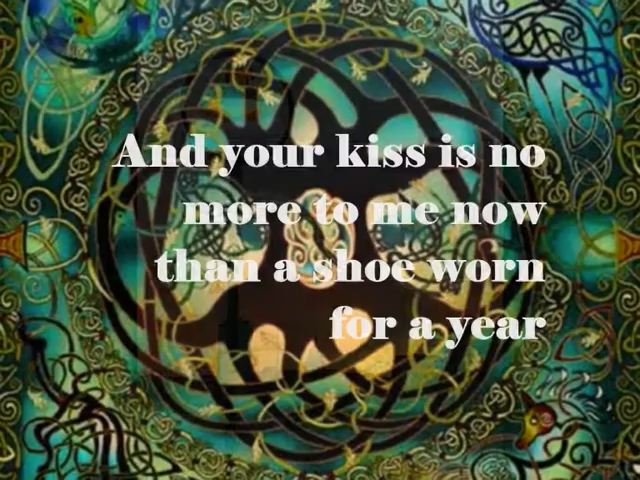 And your kiss is no
more to me now
than a shoe worn
for a year